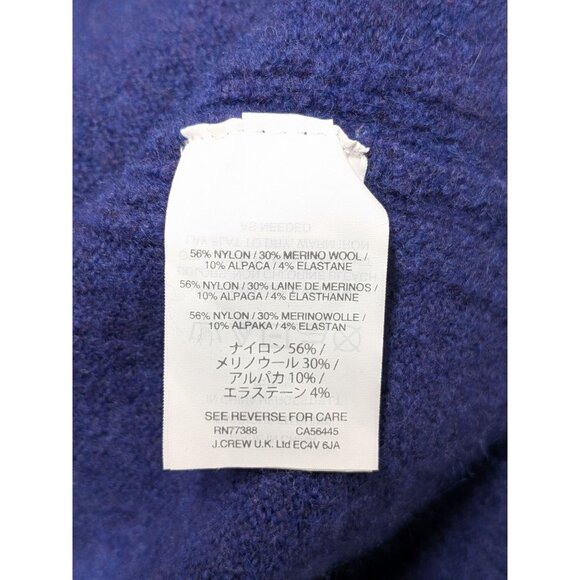 56% NYLON / 30% MERINO WOOL /
10% ALPACA / 4% ELASTANE
56% NYLON / 30% LAINE DE MERINOS /
10% ALPAGA / 4% ÉLASTHANNE
56% NYLON / 30% MERINOWOLLE /
10% ALPAKA / 4% ELASTAN
ナイロン 56% /
メリノウール 30% /
アルパカ 10% /
エラステーン 4%
SEE REVERSE FOR CARE
RN77388 CA56445
J.CREW U.K. Ltd EC4V 6JA